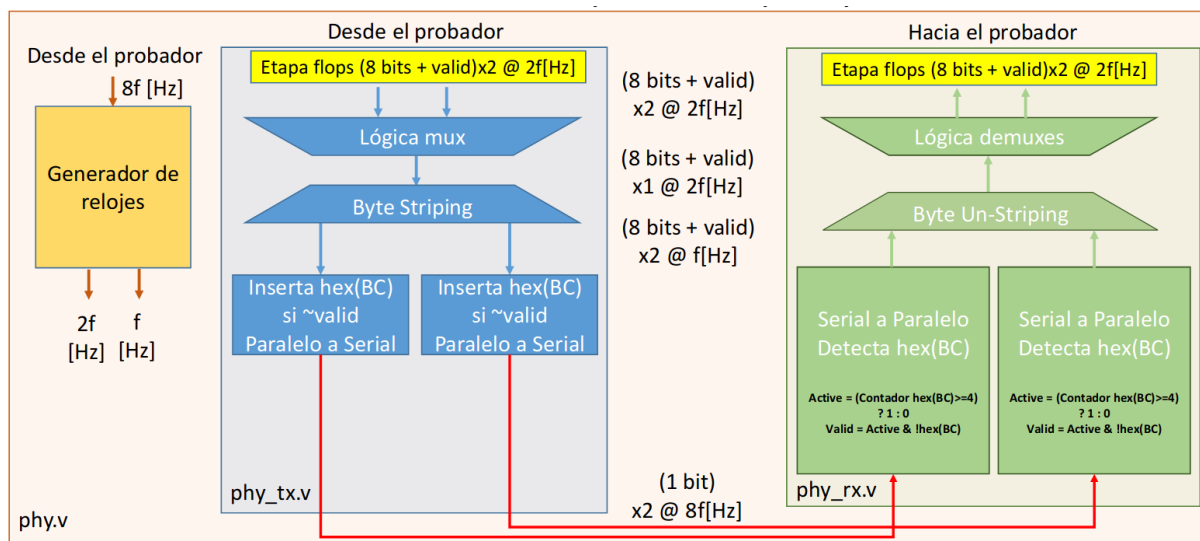 Desde el probador
8f [Hz]
Generador de
relojes
2f
[Hz]
f
[Hz]
phy.v
Desde el probador
Etapa flops (8 bits + valid)x2 @ 2f[Hz]
Lógica mux
Byte Striping
Inserta hex(BC)
si ~valid
Paralelo a Serial
Inserta hex(BC)
si ~valid
Paralelo a Serial
phy_tx.v
(8 bits + valid)
x2 @ 2f[Hz]
(8 bits + valid)
x1 @ 2f[Hz]
(8 bits + valid)
x2 @ f[Hz]
(1 bit)
x2 @ 8f[Hz]
Hacia el probador
Etapa flops (8 bits + valid)x2 @ 2f[Hz]
Lógica demuxes
Byte Un-Striping
Serial a Paralelo
Detecta hex(BC)
Active = (Contador hex(BC)>=4)
? 1 : 0
Valid = Active & !hex(BC)
Serial a Paralelo
Detecta hex(BC)
Active = (Contador hex(BC)>=4)
? 1 : 0
Valid = Active & !hex(BC)
phy_rx.v